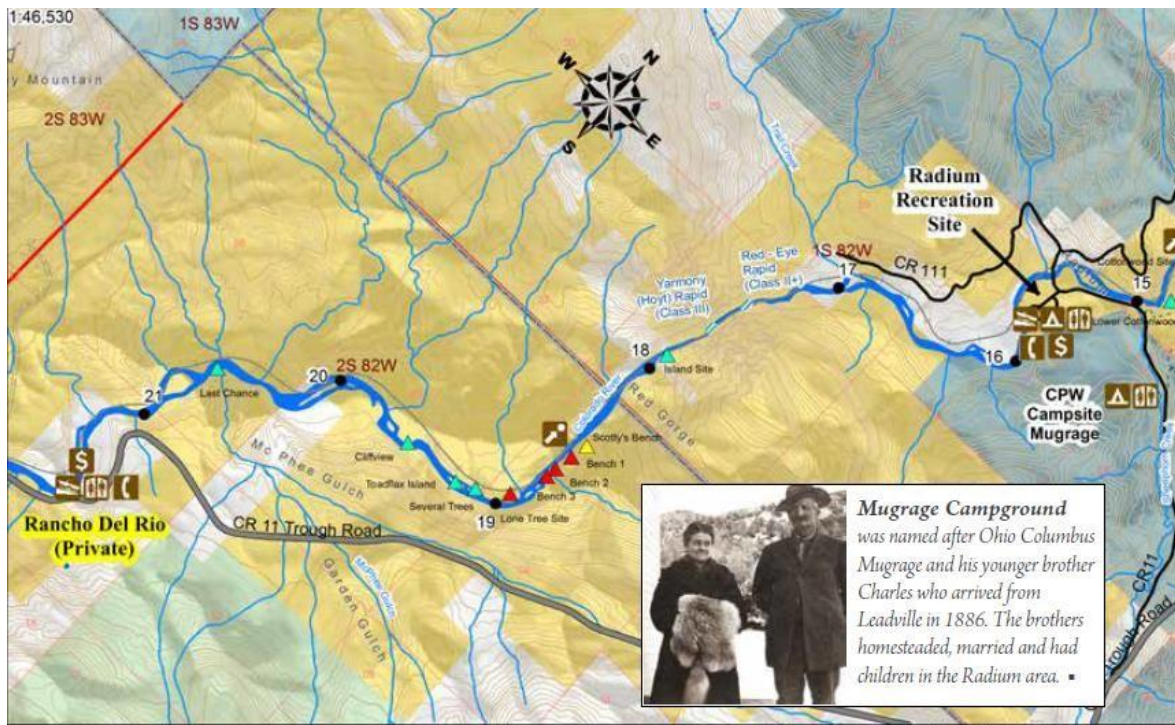 1:46,530
1S 83W
2S 83W
Mountain
W
N
S
E
Trail Creek
Radium
Recreation
Site
1S 82W
CR 111
17
Cottonwood Site
15
Lower Cottonwood
16
CPW
Campsite
Mugrage
Red - Eye
Rapid
(Class II+)
Yarmony
(Hoyt) Rapid
(Class III)
18
Island Site
Red Gorge
Colorado River
2S 82W
20
Last Chance
21
Cliffview
Scotty's Bench
Bench 1
Bench 2
Bench 3
Toadflax Island
Several Trees
19
Lone Tree Site
Mc Phee Gulch
$
$
Rancho Del Rio
(Private)
CR 11 Trough Road
McPhee Gulch
Garden Gulch
CR11
Trough Road
Mugrage Campground
was named after Ohio Columbus
Mugrage and his younger brother
Charles who arrived from
Leadville in 1886. The brothers
homesteaded, married and had
children in the Radium area.